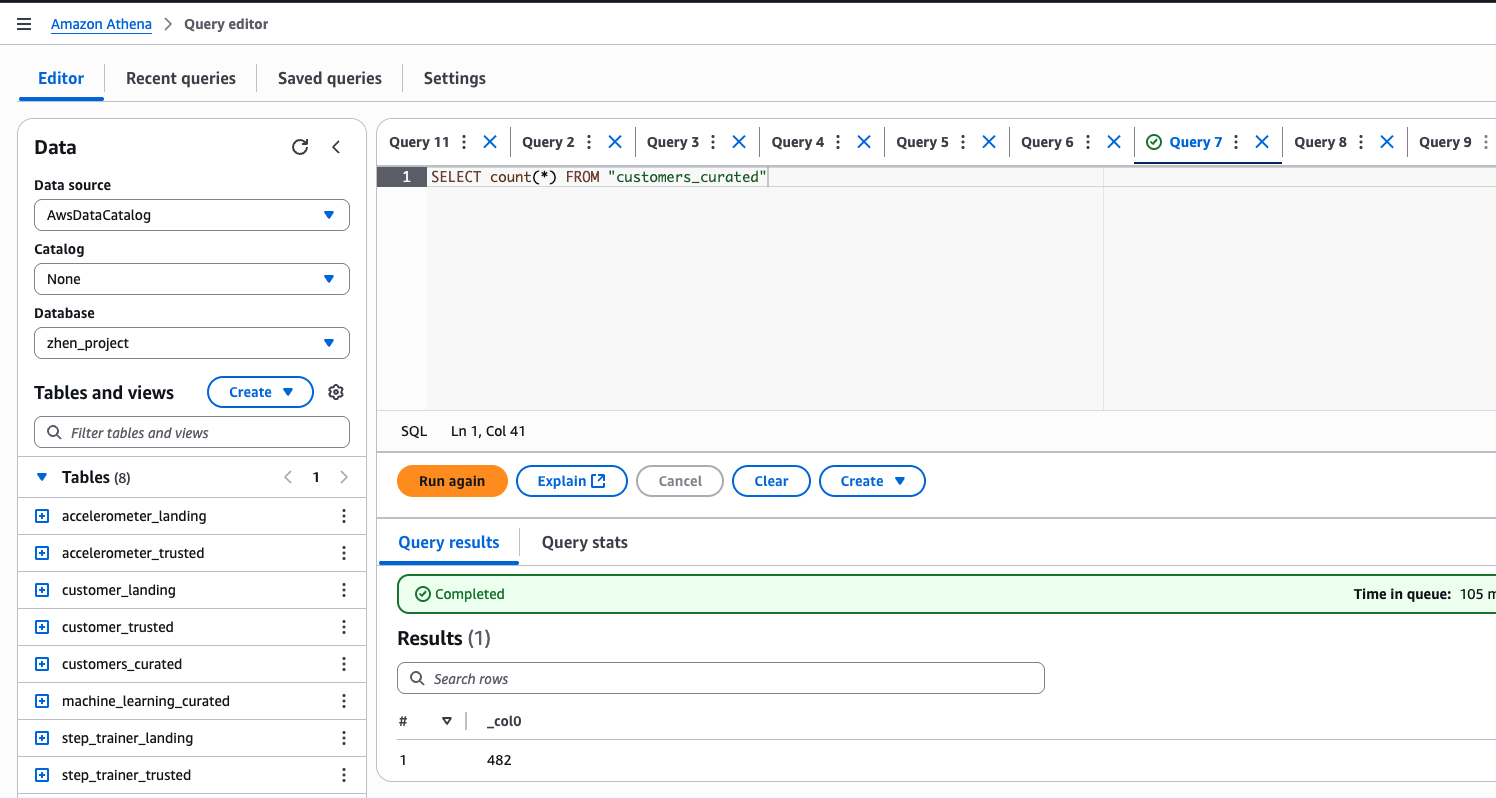 Amazon Athena > Query editor
Editor Recent queries Saved queries Settings
Data
Data source
AwsDataCatalog
Catalog
None
Database
zhen_project
Tables and views Create
Filter tables and views
Tables (8) 1
accelerometer_landing
accelerometer_trusted
customer_landing
customer_trusted
customers_curated
machine_learning_curated
step_trainer_landing
step_trainer_trusted
Query 11 Query 2 Query 3 Query 4 Query 5 Query 6 Query 7 Query 8 Query 9
1 SELECT count(*) FROM "customers_curated"
SQL Ln 1, Col 41
Run again Explain Cancel Clear Create
Query results Query stats
Completed Time in queue: 105 m
Results (1)
Search rows
# _col0
1 482